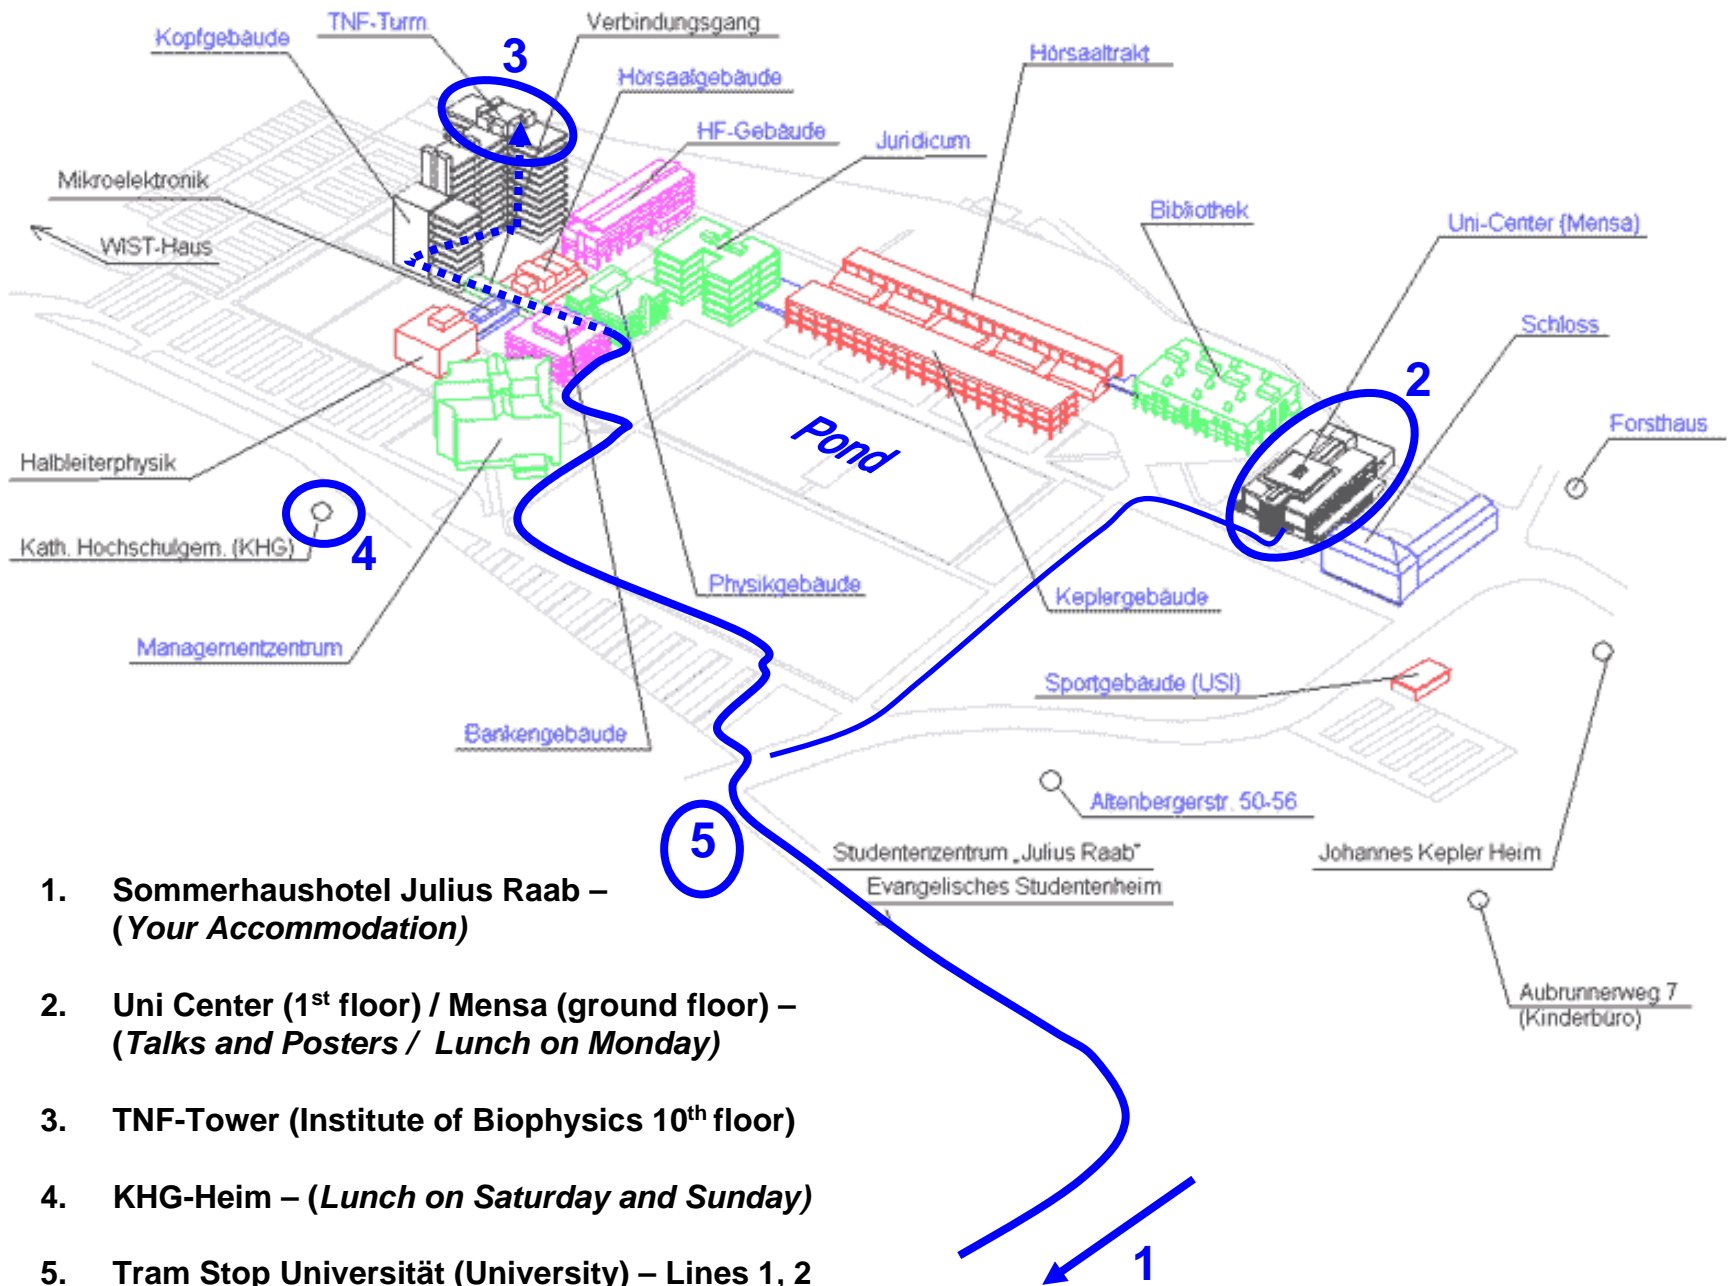 TNF-Turm
Verbindungsgang
Kopfgebäude
3
Hörsaaltrakt
Hörsaalgebäude
HF-Gebäude
Juridicum
Mikroelektronik
Bibliothek
Uni-Center (Mensa)
WIST-Haus
Schloss
2
Forsthaus
Pond
Halbleiterphysik
Kath. Hochschulgem. (KHG)
4
Physikgebäude
Keplergebäude
Managementzentrum
Sportgebäude (USI)
Bankengebäude
Altenbergerstr. 50-56
5
Studentenzentrum „Julius Raab"
Johannes Kepler Heim
Evangelisches Studentenheim
Aubrunnerweg 7
(Kinderbüro)
1. Sommerhaushotel Julius Raab –
(Your Accommodation)
2. Uni Center (1st floor) / Mensa (ground floor) –
(Talks and Posters / Lunch on Monday)
3. TNF-Tower (Institute of Biophysics 10th floor)
4. KHG-Heim – (Lunch on Saturday and Sunday)
1
5. Tram Stop Universität (University) – Lines 1, 2